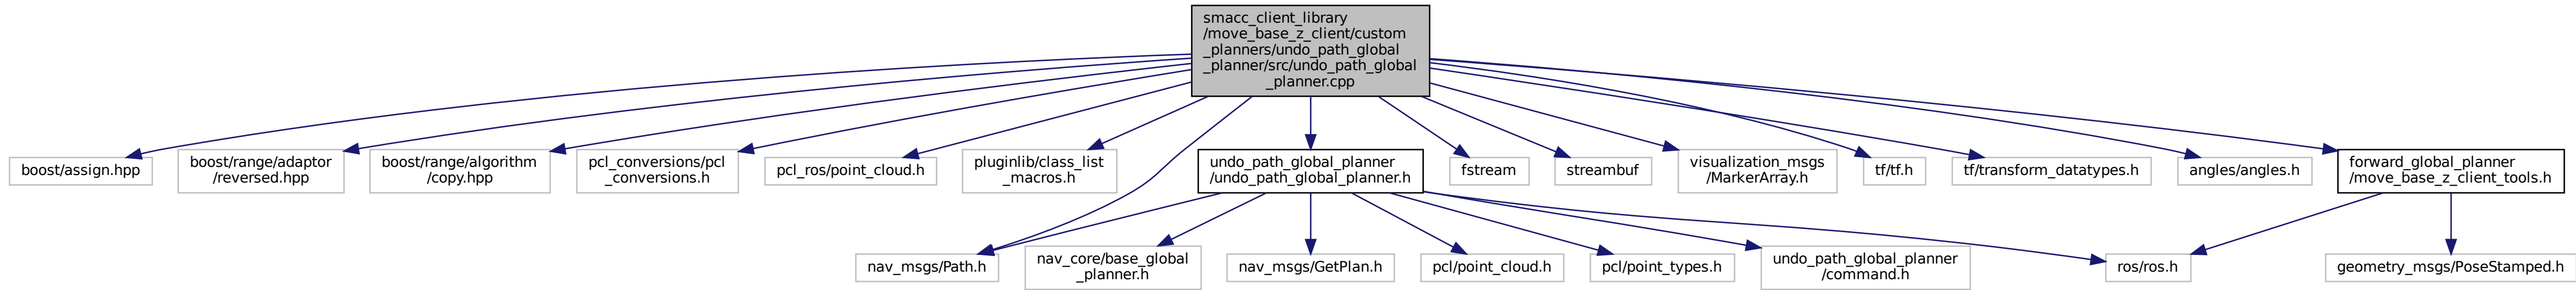 smacc_client_library
/move_base_z_client/custom
_planners/undo_path_global
_planner/src/undo_path_global
_planner.cpp
boost/assign.hpp
boost/range/adaptor
/reversed.hpp
boost/range/algorithm
/copy.hpp
pcl_conversions/pcl
_conversions.h
pcl_ros/point_cloud.h
pluginlib/class_list
_macros.h
undo_path_global_planner
/undo_path_global_planner.h
fstream
streambuf
visualization_msgs
/MarkerArray.h
tf/tf.h
tf/transform_datatypes.h
angles/angles.h
forward_global_planner
/move_base_z_client_tools.h
nav_msgs/Path.h
nav_core/base_global
_planner.h
nav_msgs/GetPlan.h
pcl/point_cloud.h
pcl/point_types.h
undo_path_global_planner
/command.h
ros/ros.h
geometry_msgs/PoseStamped.h